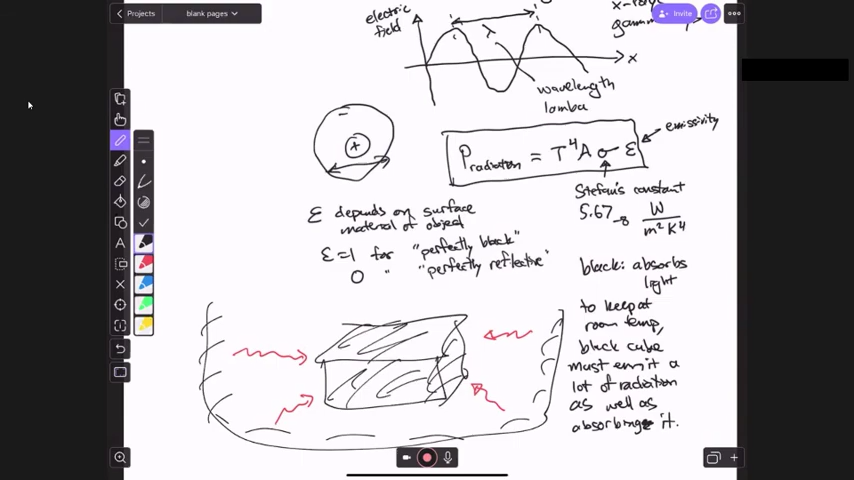 Projects
blank pages
Invite
x-rays
gamma
electric
field
λ
x
wavelength
lamba
+
P radiation = T⁴Aσε
emissivity
Stefan's constant
5.67 -8 W
m²K⁴
ε depends on surface
material of object
ε=1 for "perfectly black"
0 " "perfectly reflective"
black: absorbs
light
to keep at
room temp,
black cube
must emit a
lot of radiation
as well as
absorbing it.